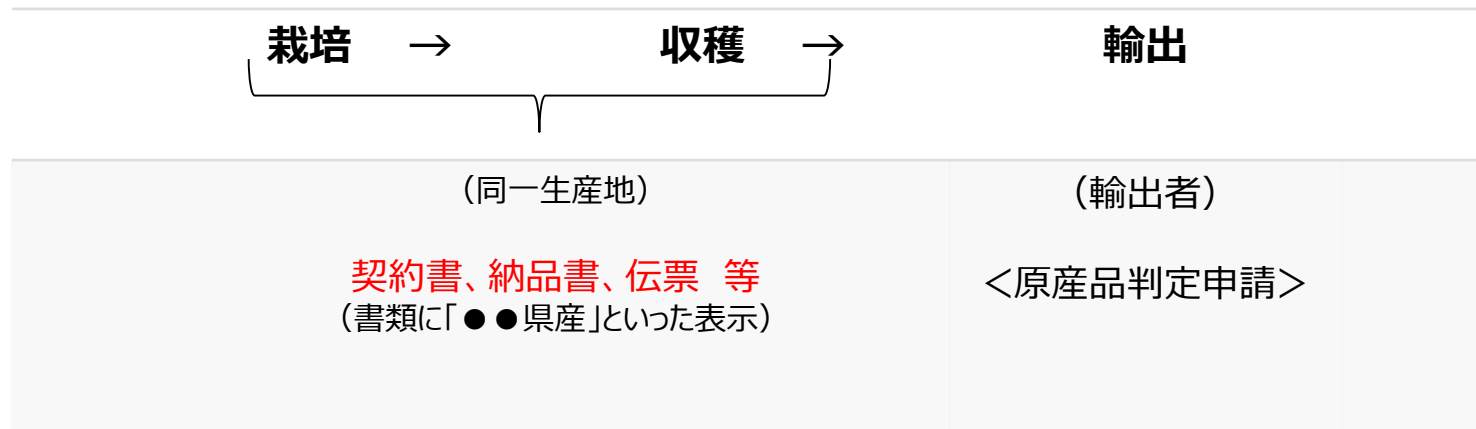 栽培 → 収穫 → 輸出
（同一生産地） （輸出者）
契約書、納品書、伝票 等 ＜原産品判定申請＞
（書類に「●●県産」といった表示）